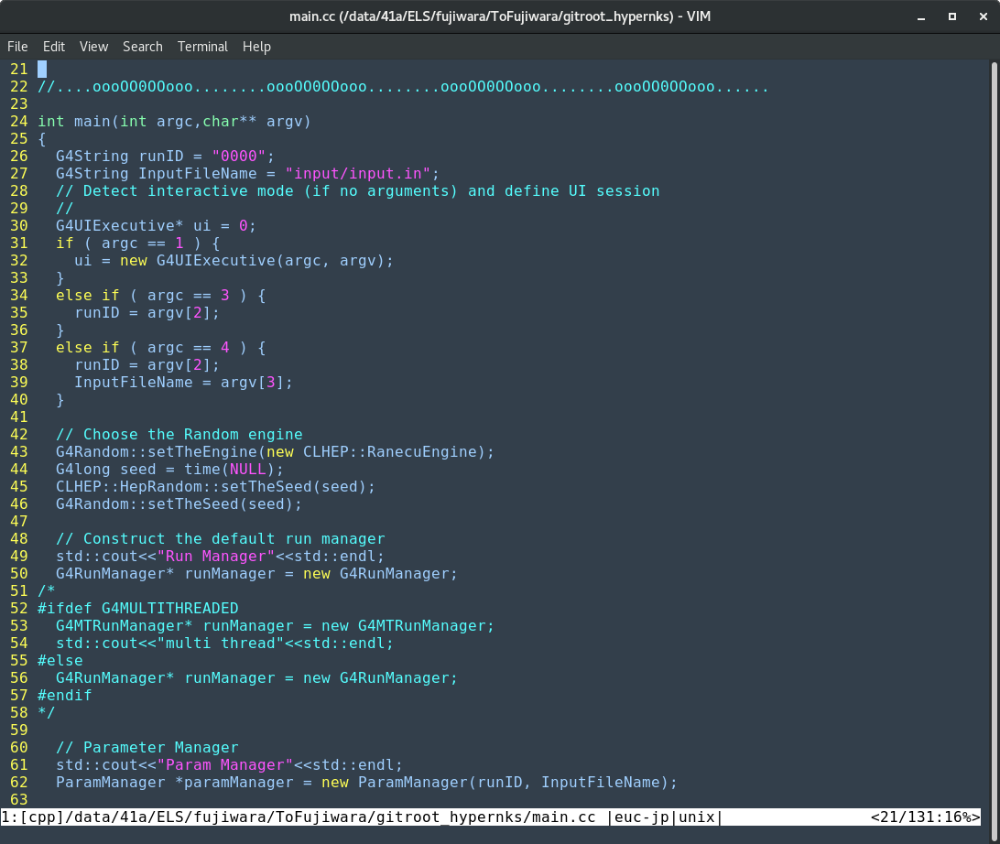 main.cc (/data/41a/ELS/fujiwara/ToFujiwara/gitroot_hypernks) - VIM
File Edit View Search Terminal Help
21
22 //....oooOO0OOooo........oooOO0OOooo........oooOO0OOooo........oooOO0OOooo......
23
24 int main(int argc,char** argv)
25 {
26   G4String runID = "0000";
27   G4String InputFileName = "input/input.in";
28   // Detect interactive mode (if no arguments) and define UI session
29   //
30   G4UIExecutive* ui = 0;
31   if ( argc == 1 ) {
32     ui = new G4UIExecutive(argc, argv);
33   }
34   else if ( argc == 3 ) {
35     runID = argv[2];
36   }
37   else if ( argc == 4 ) {
38     runID = argv[2];
39     InputFileName = argv[3];
40   }
41
42   // Choose the Random engine
43   G4Random::setTheEngine(new CLHEP::RanecuEngine);
44   G4long seed = time(NULL);
45   CLHEP::HepRandom::setTheSeed(seed);
46   G4Random::setTheSeed(seed);
47
48   // Construct the default run manager
49   std::cout<<"Run Manager"<<std::endl;
50   G4RunManager* runManager = new G4RunManager;
51 /*
52 #ifdef G4MULTITHREADED
53   G4MTRunManager* runManager = new G4MTRunManager;
54   std::cout<<"multi thread"<<std::endl;
55 #else
56   G4RunManager* runManager = new G4RunManager;
57 #endif
58 */
59
60   // Parameter Manager
61   std::cout<<"Param Manager"<<std::endl;
62   ParamManager *paramManager = new ParamManager(runID, InputFileName);
63
1:[cpp]/data/41a/ELS/fujiwara/ToFujiwara/gitroot_hypernks/main.cc |euc-jp|unix| <21/131:16%>